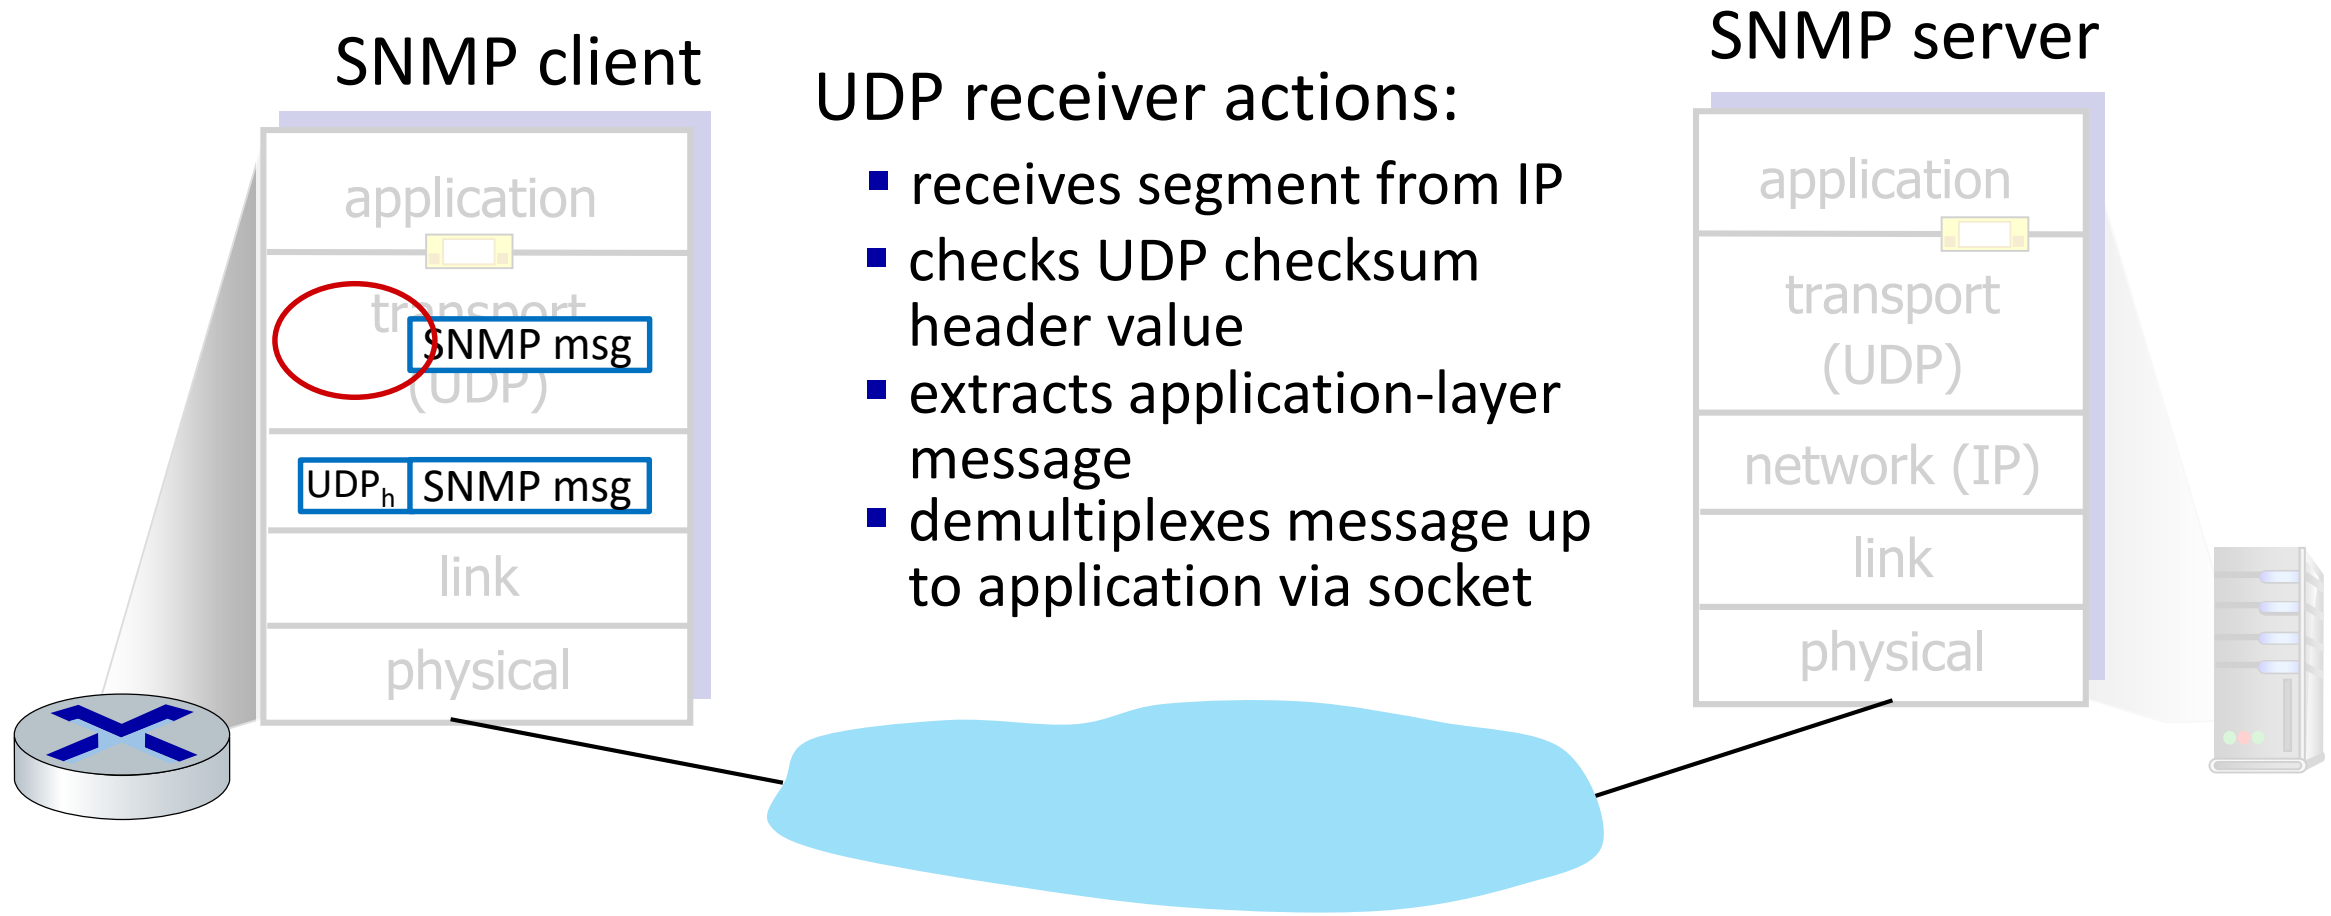 SNMP client
application
transport
SNMP msg
(UDP)
UDPh SNMP msg
link
physical
UDP receiver actions:
receives segment from IP
checks UDP checksum
header value
extracts application-layer
message
demultiplexes message up
to application via socket
SNMP server
application
transport
(UDP)
network (IP)
link
physical